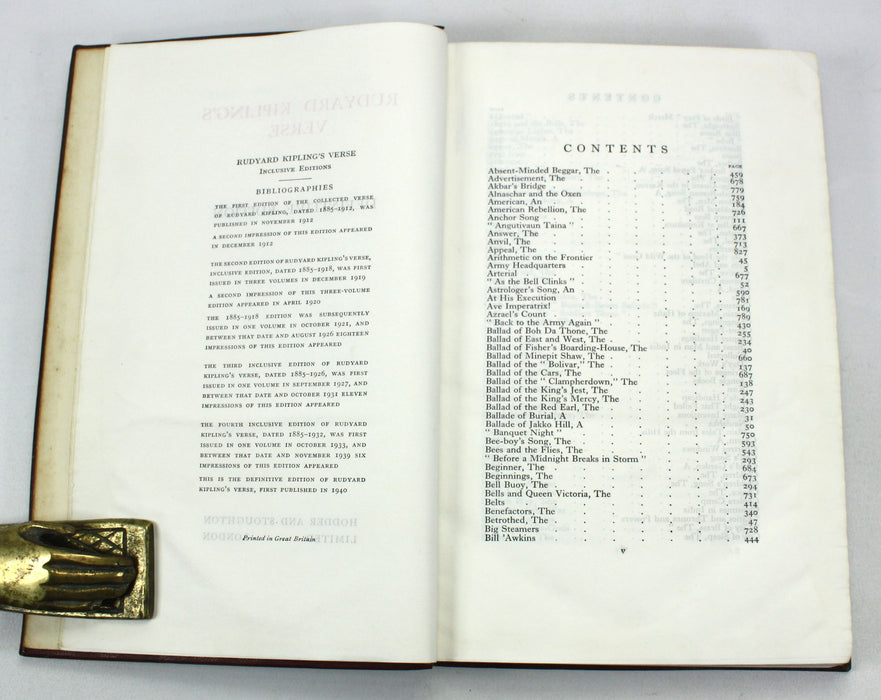 RUDYARD KIPLING'S VERSE
INCLUSIVE EDITIONS
BIBLIOGRAPHIES
THE FIRST EDITION OF THE COLLECTED VERSE
OF RUDYARD KIPLING, DATED 1885-1912, WAS
PUBLISHED IN NOVEMBER 1912
A SECOND IMPRESSION OF THIS EDITION APPEARED
IN DECEMBER 1912
THE SECOND EDITION OF RUDYARD KIPLING'S VERSE,
INCLUSIVE EDITION, DATED 1885-1918, WAS FIRST
ISSUED IN THREE VOLUMES IN DECEMBER 1919
A SECOND IMPRESSION OF THIS THREE-VOLUME
EDITION APPEARED IN APRIL 1920
THE 1885-1918 EDITION WAS SUBSEQUENTLY
ISSUED IN ONE VOLUME IN OCTOBER 1921, AND
BETWEEN THAT DATE AND AUGUST 1926 EIGHTEEN
IMPRESSIONS OF THIS EDITION APPEARED
THE THIRD INCLUSIVE EDITION OF RUDYARD
KIPLING'S VERSE, DATED 1885-1926, WAS FIRST
ISSUED IN ONE VOLUME IN SEPTEMBER 1927, AND
BETWEEN THAT DATE AND OCTOBER 1931 ELEVEN
IMPRESSIONS OF THIS EDITION APPEARED
THE FOURTH INCLUSIVE EDITION OF RUDYARD
KIPLING'S VERSE, DATED 1885-1932, WAS FIRST
ISSUED IN ONE VOLUME IN OCTOBER 1933, AND
BETWEEN THAT DATE AND NOVEMBER 1939 SIX
IMPRESSIONS OF THIS EDITION APPEARED
THIS IS THE DEFINITIVE EDITION OF RUDYARD
KIPLING'S VERSE, FIRST PUBLISHED IN 1940
Printed in Great Britain
CONTENTS
PAGE
Absent-Minded Beggar, The 459
Advertisement, The 678
Akbar's Bridge 779
Alnaschar and the Oxen 759
American, An 184
American Rebellion, The 726
Anchor Song 111
" Angutivaun Taina " 667
Answer, The 373
Anvil, The 713
Appeal, The 827
Arithmetic on the Frontier 45
Army Headquarters 5
Arterial 677
" As the Bell Clinks " 52
Astrologer's Song, An 590
At His Execution 781
Ave Imperatrix! 169
Azrael's Count 789
" Back to the Army Again " 430
Ballad of Boh Da Thone, The 255
Ballad of East and West, The 234
Ballad of Fisher's Boarding-House, The 40
Ballad of Minepit Shaw, The 660
Ballad of the " Bolivar," The 137
Ballad of the Cars, The 687
Ballad of the " Clampherdown," The 138
Ballad of the King's Jest, The 247
Ballad of the King's Mercy, The 243
Ballad of the Red Earl, The 230
Ballade of Burial, A 31
Ballade of Jakko Hill, A 50
" Banquet Night " 750
Bee-boy's Song, The 593
Bees and the Flies, The 543
" Before a Midnight Breaks in Storm " 293
Beginner, The 684
Beginnings, The 673
Bell Buoy, The 294
Bells and Queen Victoria, The 731
Belts 414
Benefactors, The 340
Betrothed, The 47
Big Steamers 728
Bill 'Awkins 444
v